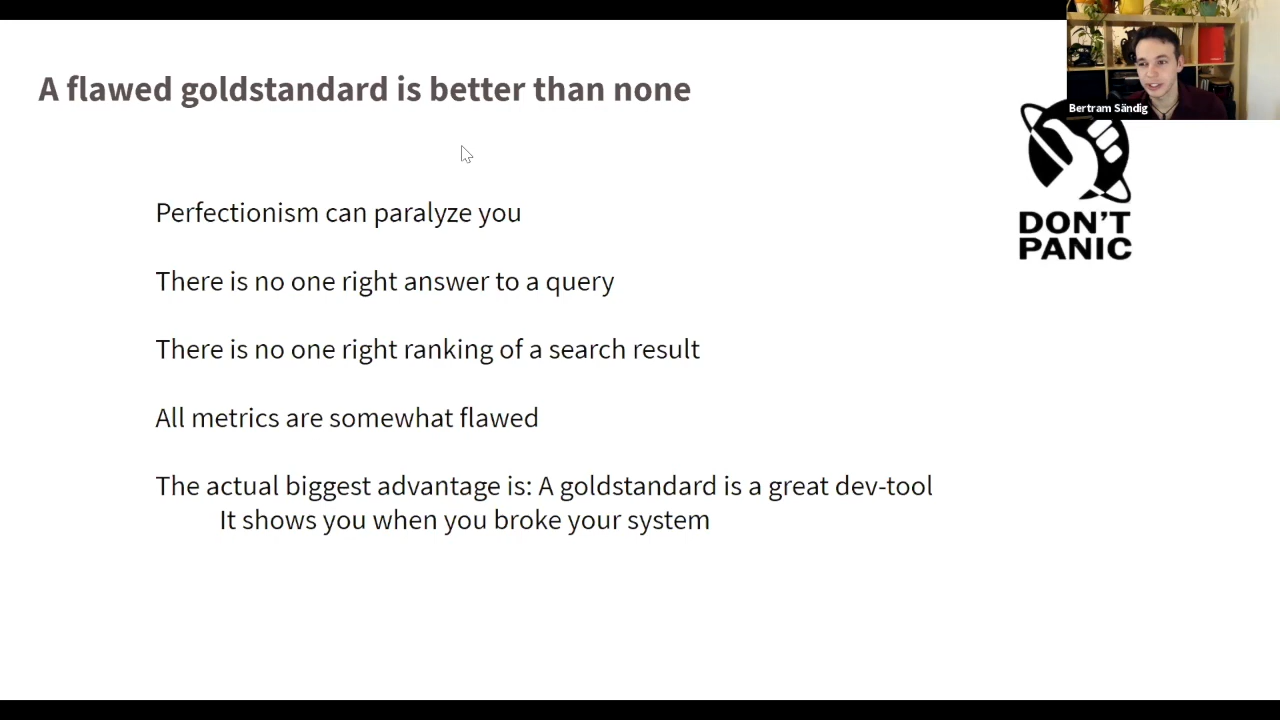 A flawed goldstandard is better than none
Bertram Sändig
DON'T
PANIC
Perfectionism can paralyze you
There is no one right answer to a query
There is no one right ranking of a search result
All metrics are somewhat flawed
The actual biggest advantage is: A goldstandard is a great dev-tool
It shows you when you broke your system